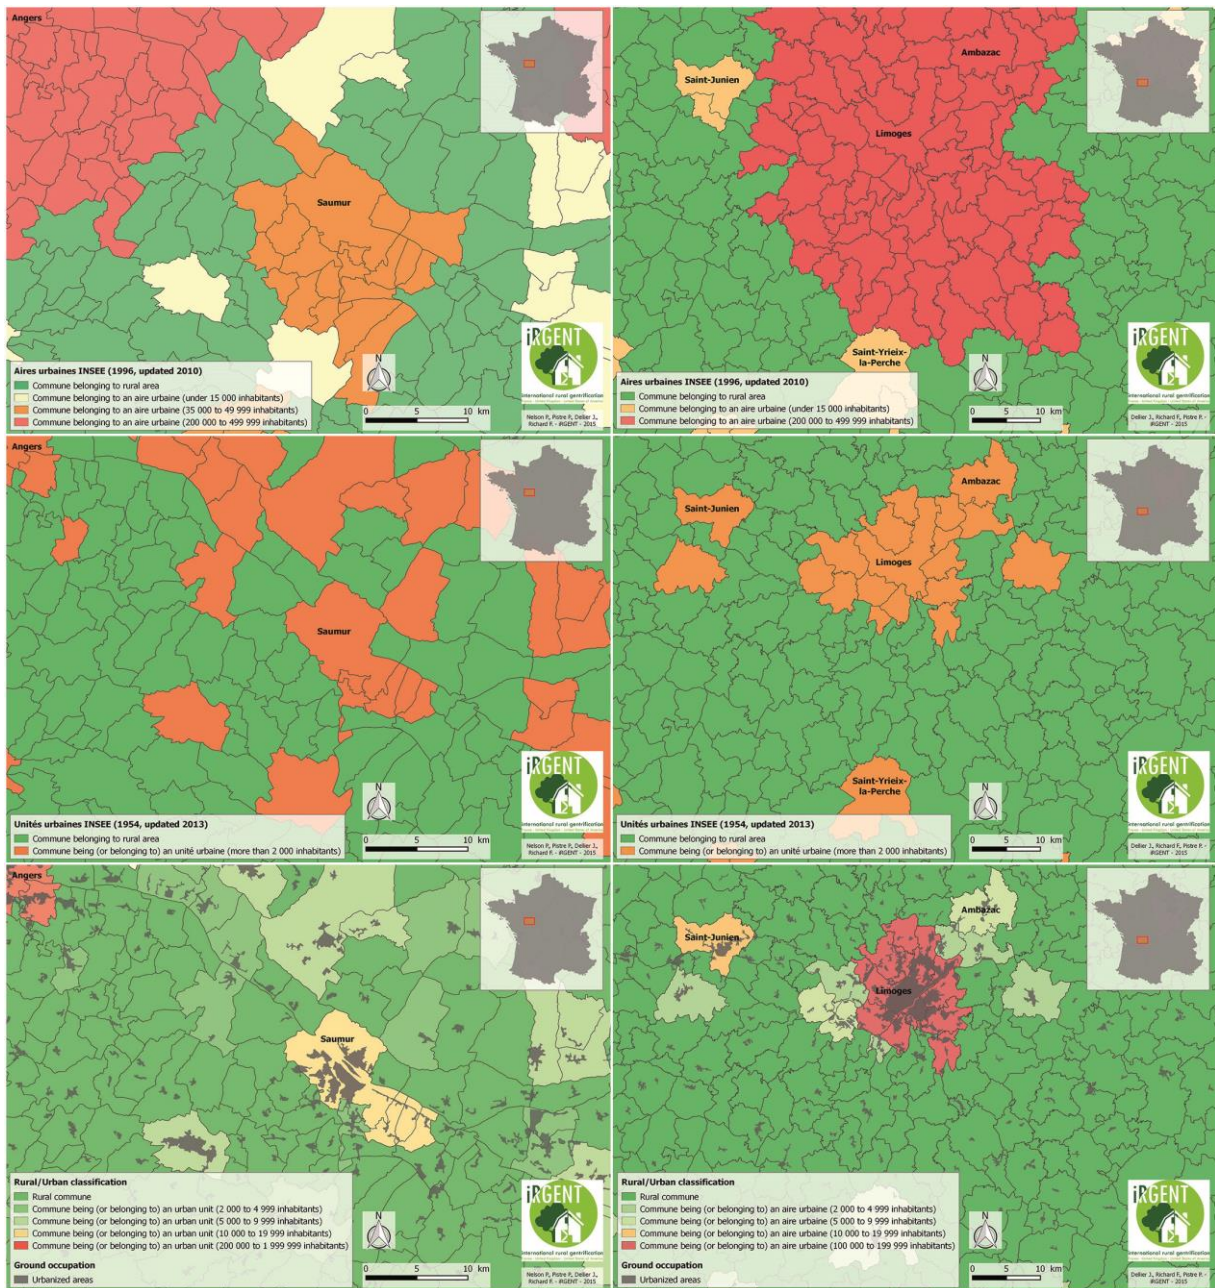 Angers
Saumur
Aires urbaines INSEE (1996, updated 2010)
Commune belonging to rural area
Commune belonging to an aire urbaine (under 15 000 inhabitants)
Commune belonging to an aire urbaine (35 000 to 49 999 inhabitants)
Commune belonging to an aire urbaine (200 000 to 499 999 inhabitants)
N
0 5 10 km
iRGENT
international rural gentrification
Nelson P., Pistre P., Dellier J.,
Richard F. - iRGENT - 2015
Ambazac
Saint-Junien
Limoges
Saint-Yrieix-
la-Perche
Aires urbaines INSEE (1996, updated 2010)
Commune belonging to rural area
Commune belonging to an aire urbaine (under 15 000 inhabitants)
Commune belonging to an aire urbaine (200 000 to 499 999 inhabitants)
N
0 5 10 km
iRGENT
international rural gentrification
Dellier J., Richard F., Pistre P. -
iRGENT - 2015
Angers
Saumur
Unités urbaines INSEE (1954, updated 2013)
Commune belonging to rural area
Commune being (or belonging to) an unité urbaine (more than 2 000 inhabitants)
N
0 5 10 km
iRGENT
international rural gentrification
Nelson P., Pistre P., Dellier J.,
Richard F. - iRGENT - 2015
Ambazac
Saint-Junien
Limoges
Saint-Yrieix-
la-Perche
Unités urbaines INSEE (1954, updated 2013)
Commune belonging to rural area
Commune being (or belonging to) an unité urbaine (more than 2 000 inhabitants)
N
0 5 10 km
iRGENT
international rural gentrification
Dellier J., Richard F., Pistre P. -
iRGENT - 2015
Angers
Saumur
Rural/Urban classification
Rural commune
Commune being (or belonging to) an urban unit (2 000 to 4 999 inhabitants)
Commune being (or belonging to) an urban unit (5 000 to 9 999 inhabitants)
Commune being (or belonging to) an urban unit (10 000 to 19 999 inhabitants)
Commune being (or belonging to) an urban unit (200 000 to 1 999 999 inhabitants)
Ground occupation
Urbanized areas
N
0 5 10 km
iRGENT
international rural gentrification
Nelson P., Pistre P., Dellier J.,
Richard F. - iRGENT - 2015
Ambazac
Saint-Junien
Limoges
Rural/Urban classification
Rural commune
Commune being (or belonging to) an aire urbaine (2 000 to 4 999 inhabitants)
Commune being (or belonging to) an aire urbaine (5 000 to 9 999 inhabitants)
Commune being (or belonging to) an aire urbaine (10 000 to 19 999 inhabitants)
Commune being (or belonging to) an aire urbaine (100 000 to 199 999 inhabitants)
Ground occupation
Urbanized areas
N
0 5 10 km
iRGENT
international rural gentrification
Dellier J., Richard F., Pistre P. -
iRGENT - 2015